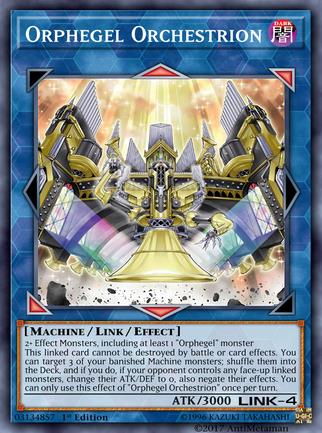 ORPHEGEL ORCHESTRION
DARK
闇
[MACHINE / LINK / EFFECT]
2+ Effect Monsters, including at least 1 "Orphegel" monster
This linked card cannot be destroyed by battle or card effects. You
can target 3 of your banished Machine monsters; shuffle them into
the Deck, and if you do, if your opponent controls any face-up linked
monsters, change their ATK/DEF to 0, also negate their effects. You
can only use this effect of "Orphegel Orchestrion" once per turn.
ATK/3000 LINK-4
03134857 1st Edition ©1996 KAZUKI TAKAHASHI
©2017 AntiMetaman